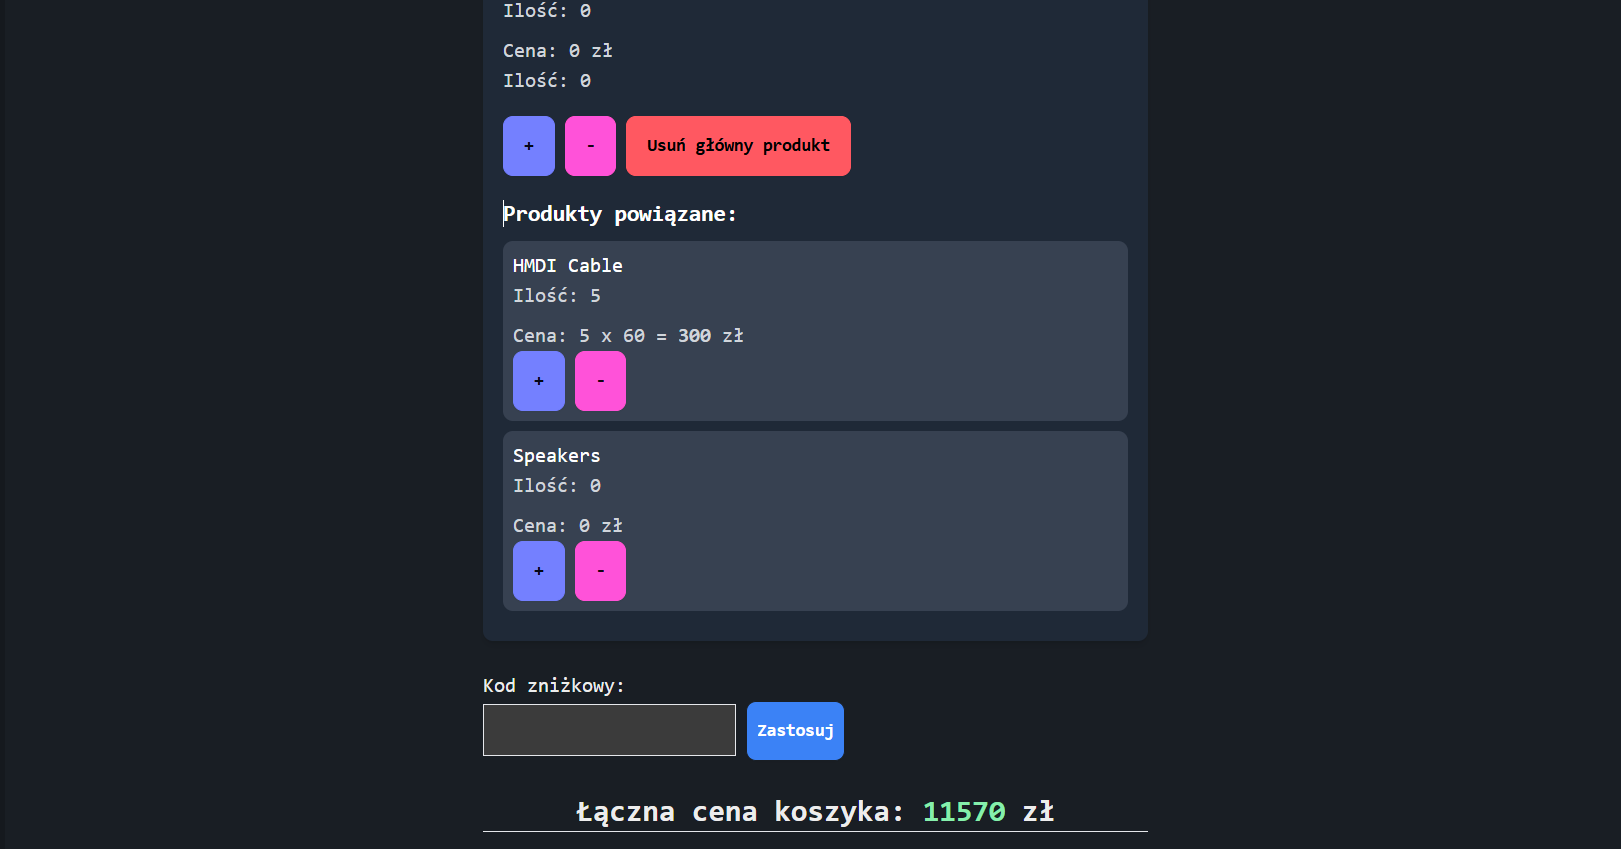 Ilość: 0
Cena: 0 zł
Ilość: 0
+ - Usuń główny produkt
Produkty powiązane:
HMDI Cable
Ilość: 5
Cena: 5 x 60 = 300 zł
+ -
Speakers
Ilość: 0
Cena: 0 zł
+ -
Kod zniżkowy:
Zastosuj
Łączna cena koszyka: 11570 zł